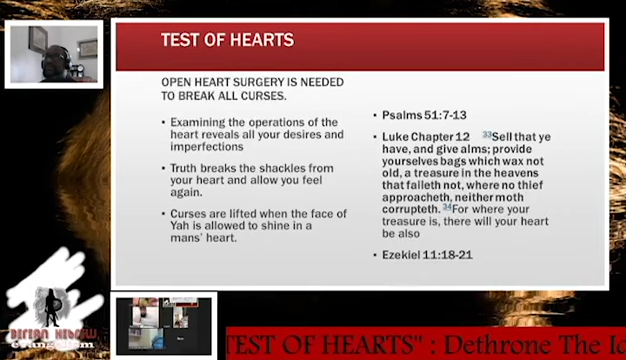 TEST OF HEARTS
OPEN HEART SURGERY IS NEEDED
TO BREAK ALL CURSES.
• Examining the operations of the
heart reveals all your desires and
imperfections
• Truth breaks the shackles from
your heart and allow you feel
again.
• Curses are lifted when the face of
Yah is allowed to shine in a
mans' heart.
• Psalms 51:7-13
• Luke Chapter 12 33Sell that ye
have, and give alms; provide
yourselves bags which wax not
old, a treasure in the heavens
that faileth not, where no thief
approacheth, neither moth
corrupteth. 34For where your
treasure is, there will your heart
be also
• Ezekiel 11:18-21
BEREAN HEBREW
TEST OF HEARTS" : Dethrone The Id